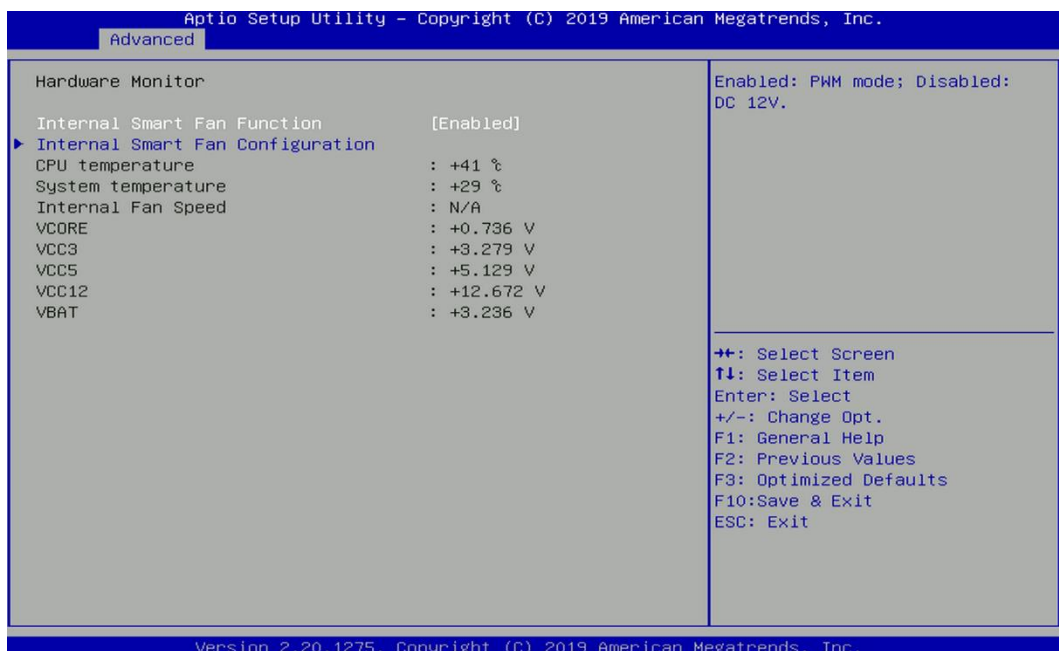 Aptio Setup Utility – Copyright (C) 2019 American Megatrends, Inc.
Advanced
Hardware Monitor
Internal Smart Fan Function [Enabled]
▶ Internal Smart Fan Configuration
CPU temperature : +41 ℃
System temperature : +29 ℃
Internal Fan Speed : N/A
VCORE : +0.736 V
VCC3 : +3.279 V
VCC5 : +5.129 V
VCC12 : +12.672 V
VBAT : +3.236 V
Enabled: PWM mode; Disabled:
DC 12V.
→←: Select Screen
↑↓: Select Item
Enter: Select
+/-: Change Opt.
F1: General Help
F2: Previous Values
F3: Optimized Defaults
F10:Save & Exit
ESC: Exit
Version 2.20.1275. Copyright (C) 2019 American Megatrends, Inc.